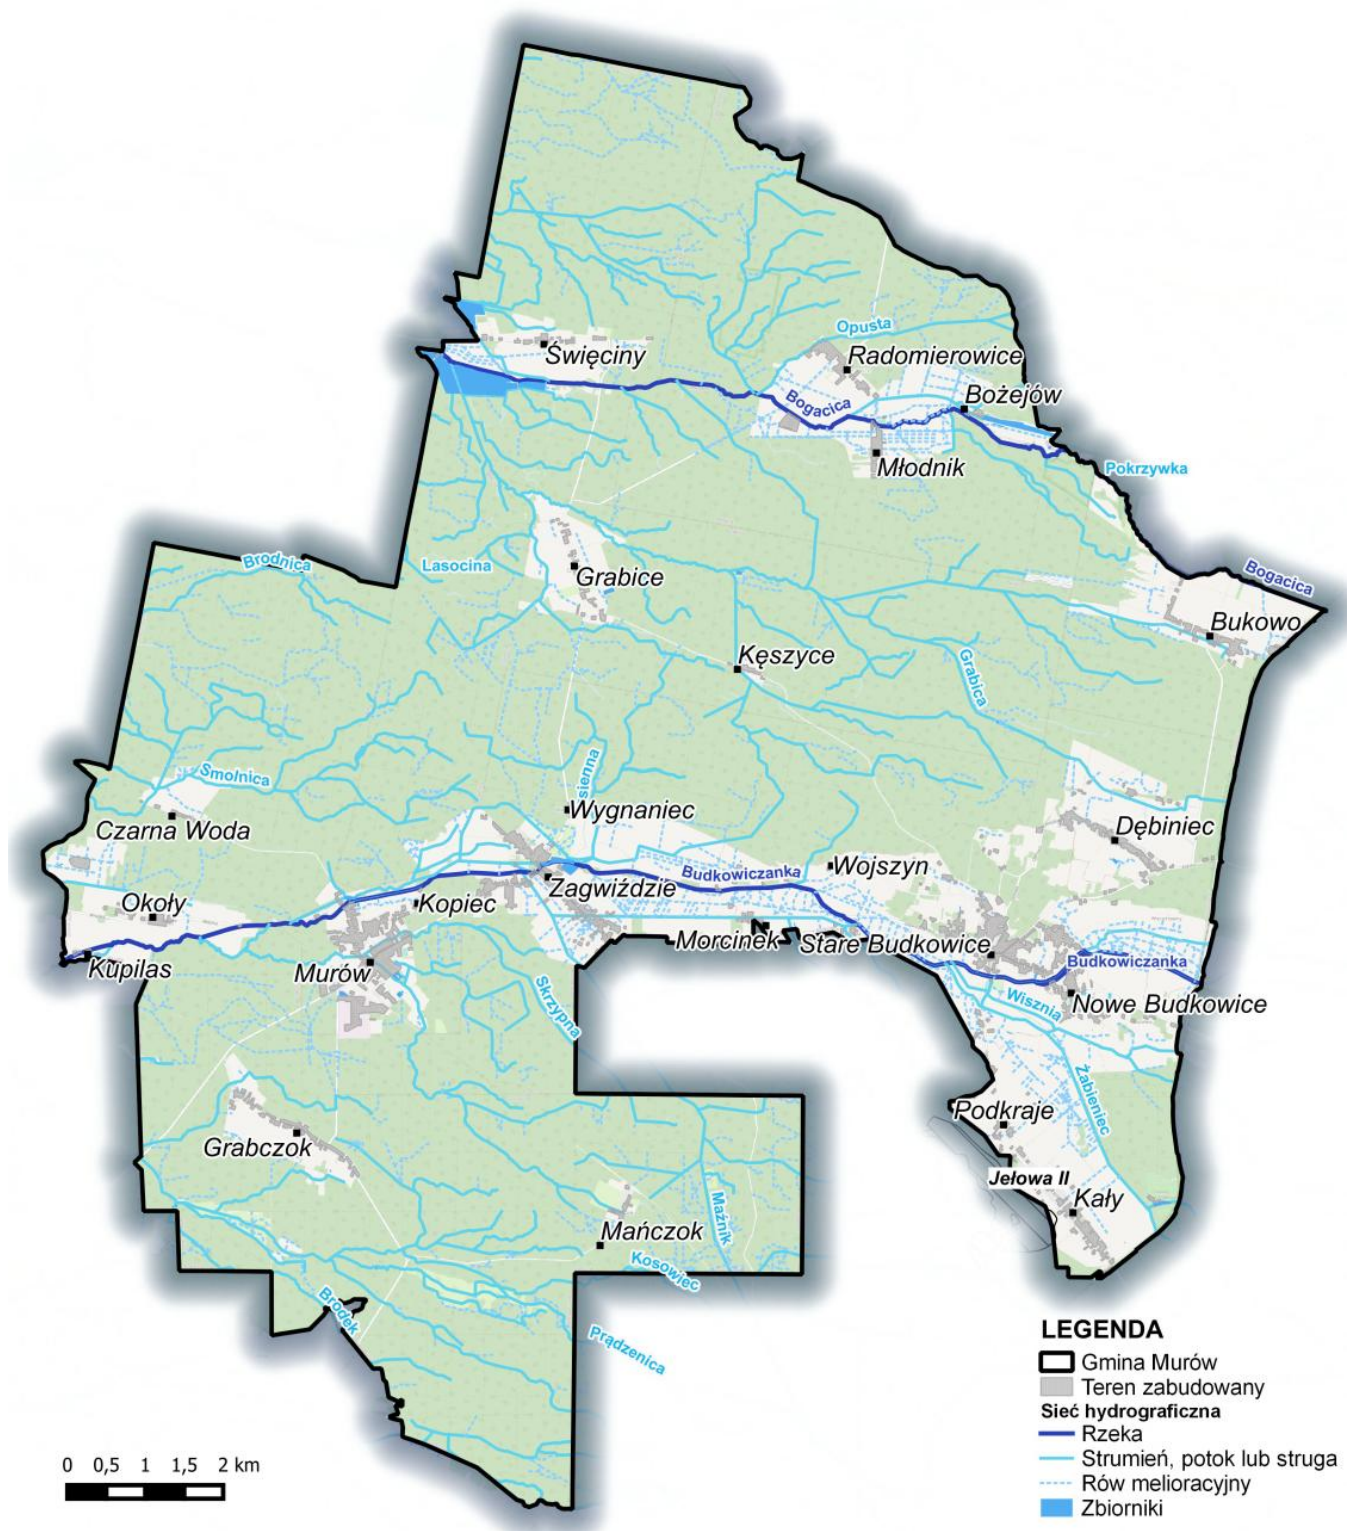 Opusta
Święciny
Radomierowice
Bogacica
Bożejów
Młodnik
Pokrzywka
Brodnica
Lasocina
Grabice
Bogacica
Bukowo
Kęszyce
Grabica
Smolnica
sienna
Wygnaniec
Czarna Woda
Dębiniec
Budkowiczanka
Wojszyn
Zagwiździe
Okoły
Kopiec
Morcinek
Stare Budkowice
Kupilas
Murów
Budkowiczanka
Skrzypna
Wisznia
Nowe Budkowice
Żabieniec
Podkraje
Grabczok
Jełowa II
Kały
Maźnik
Mańczok
Kosowiec
Brodek
Prądzenica
LEGENDA
Gmina Murów
Teren zabudowany
Sieć hydrograficzna
Rzeka
Strumień, potok lub struga
Rów melioracyjny
Zbiorniki
0 0,5 1 1,5 2 km